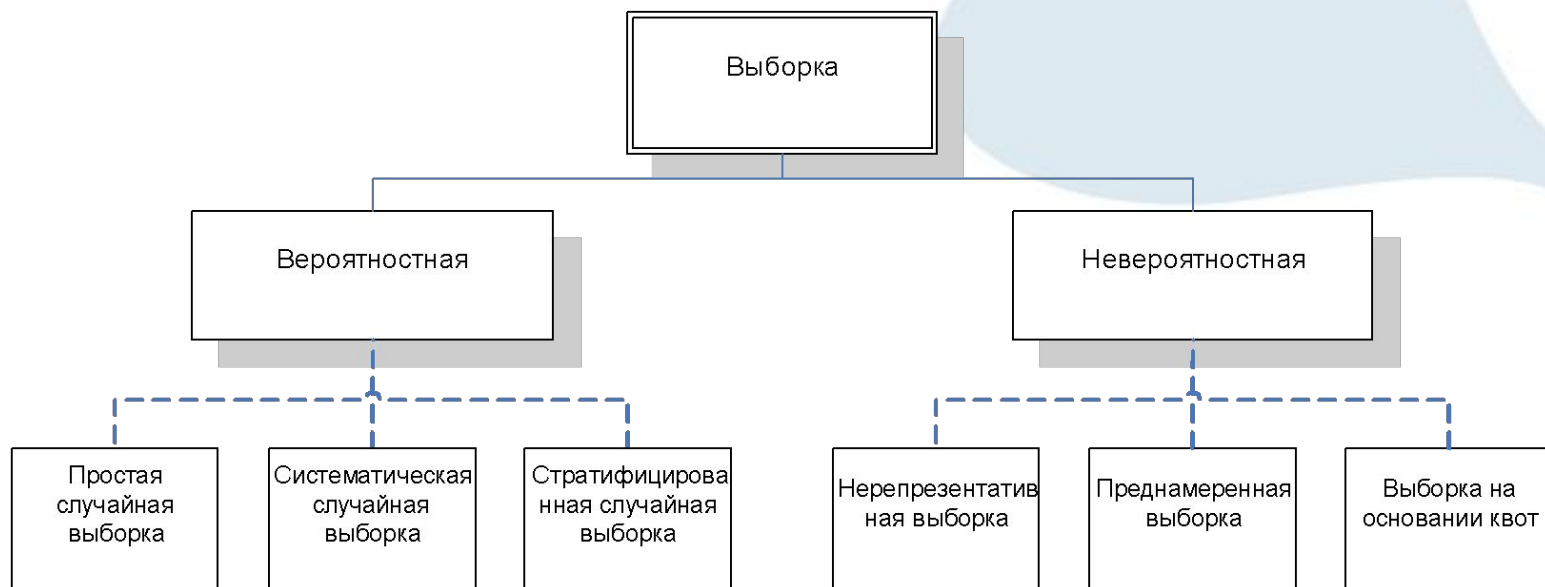 Выборка
Вероятностная
Невероятностная
Простая
случайная
выборка
Систематическая
случайная
выборка
Стратифицирова
нная случайная
выборка
Нерепрезентатив
ная выборка
Преднамеренная
выборка
Выборка на
основании квот